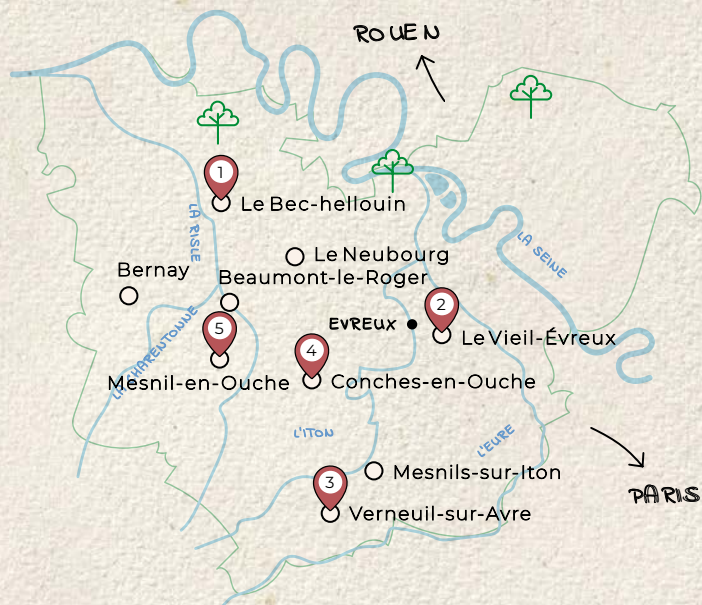 ROUEN
1
Le Bec-hellouin
LA RISLE
Le Neubourg
LA SEINE
Bernay
Beaumont-le-Roger
2
EVREUX
Le Vieil-Évreux
5
LA CHARENTONNE
4
Mesnil-en-Ouche
Conches-en-Ouche
L'ITON
L'EURE
Mesnils-sur-Iton
3
PARIS
Verneuil-sur-Avre